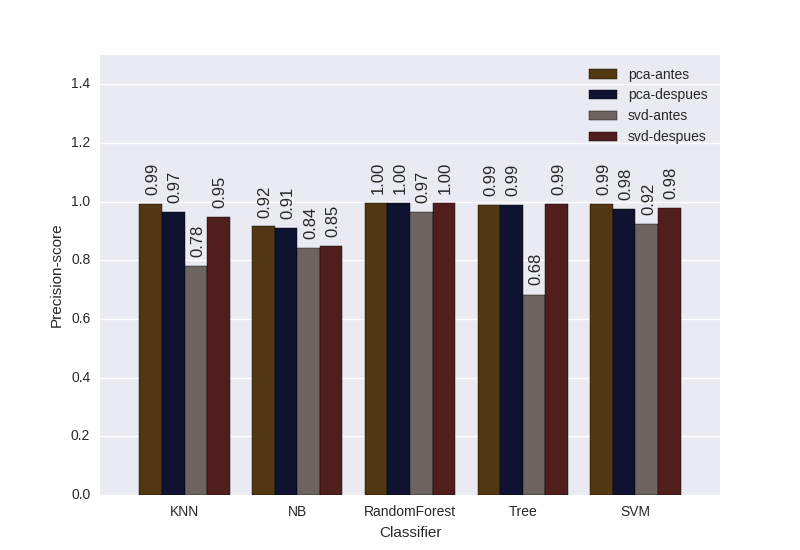 pca-antes
pca-despues
svd-antes
svd-despues
Precision-score
1.4
1.2
1.0
0.8
0.6
0.4
0.2
0.0
0.99 0.97 0.78 0.95
0.92 0.91 0.84 0.85
1.00 1.00 0.97 1.00
0.99 0.99 0.68 0.99
0.99 0.98 0.92 0.98
KNN NB RandomForest Tree SVM
Classifier